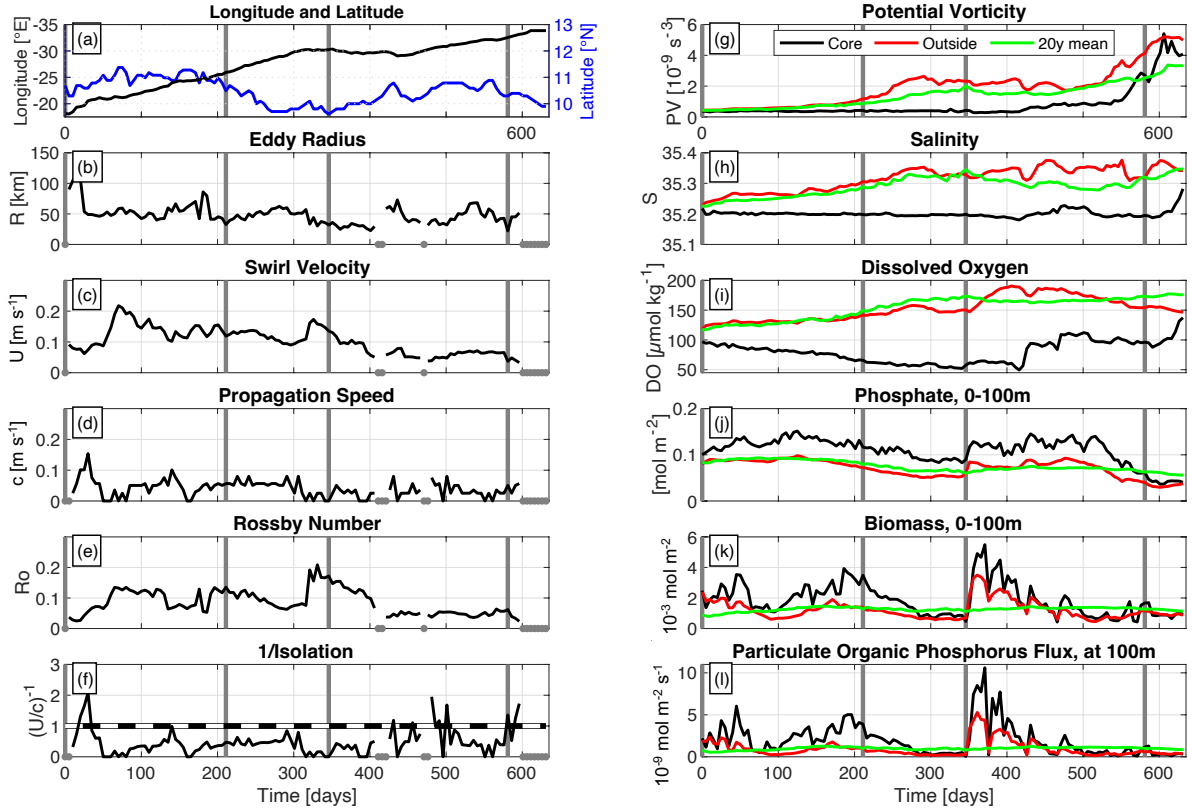 Longitude and Latitude
(a)
Longitude [°E]
-35
-30
-25
-20
13
12
11
10
Latitude [°N]
0
600
Eddy Radius
(b)
R [km]
150
100
50
0
Swirl Velocity
(c)
U [m s-1]
0.2
0.1
0
Propagation Speed
(d)
c [m s-1]
0.2
0.1
0
Rossby Number
(e)
Ro
0.2
0.1
0
1/Isolation
(f)
(U/c)-1
3
2
1
0
0
100
200
300
400
500
600
Time [days]
Potential Vorticity
(g)
Core
Outside
20y mean
PV [10-9 s-3]
6
4
2
0
0
600
Salinity
(h)
S
35.4
35.3
35.2
35.1
Dissolved Oxygen
(i)
DO [µmol kg-1]
200
150
100
50
Phosphate, 0-100m
(j)
[mol m-2]
0.2
0.1
0
Biomass, 0-100m
(k)
10-3 mol m-2
6
4
2
0
Particulate Organic Phosphorus Flux, at 100m
(l)
10-9 mol m-2 s-1
10
5
0
0
100
200
300
400
500
600
Time [days]